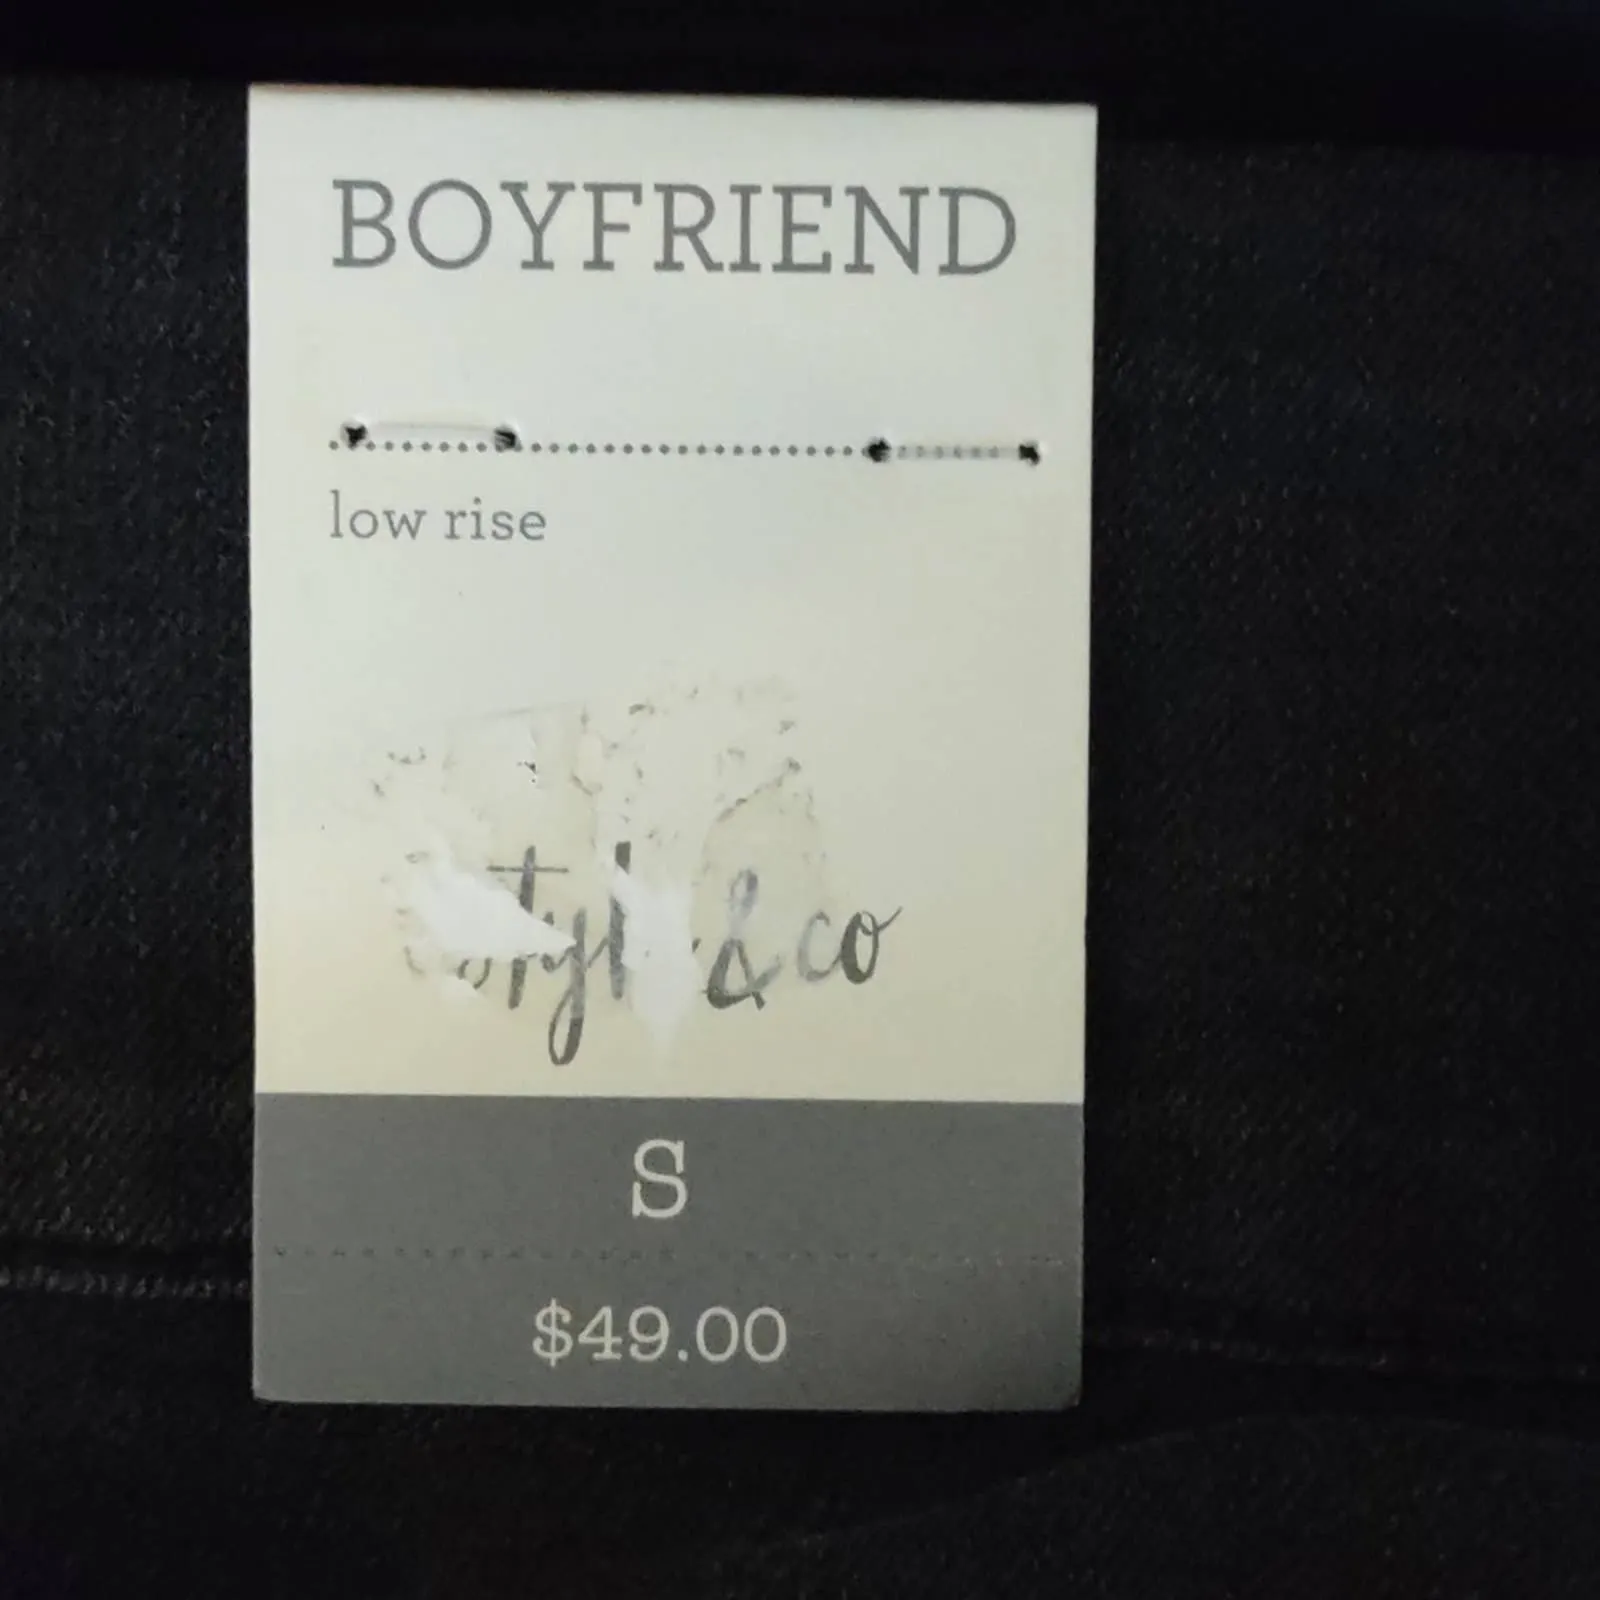 BOYFRIEND
low rise
&co
S
$49.00